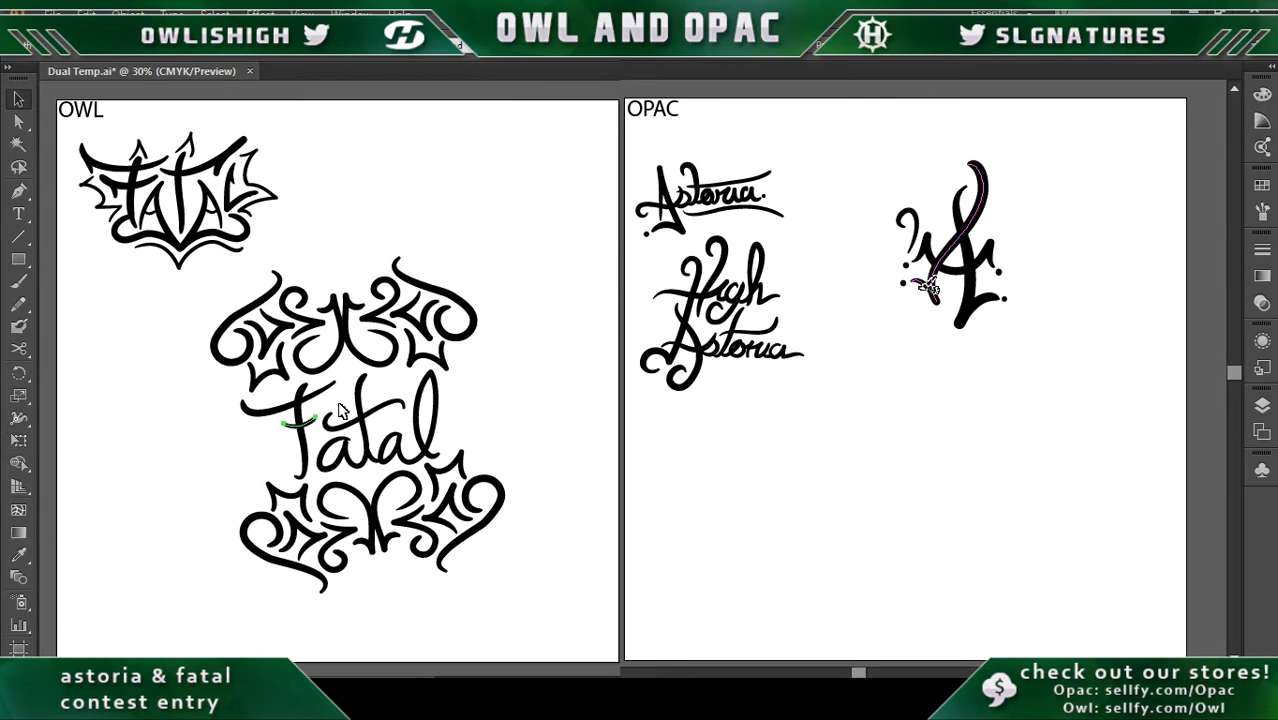 OWLISHIGH
OWL AND OPAC
SLGNATURES
Dual Temp.ai* @ 30% (CMYK/Preview)
OWL
FATAL
Fatal
OPAC
Astoria.
High
Astoria
astoria & fatal
contest entry
check out our stores!
Opac: sellfy.com/Opac
Owl: sellfy.com/Owl